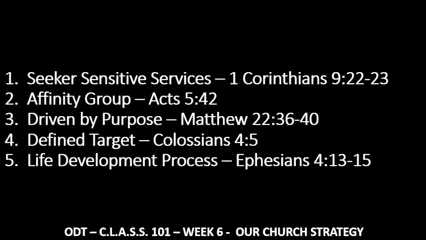 1. Seeker Sensitive Services – 1 Corinthians 9:22-23
2. Affinity Group – Acts 5:42
3. Driven by Purpose – Matthew 22:36-40
4. Defined Target – Colossians 4:5
5. Life Development Process – Ephesians 4:13-15
ODT – C.L.A.S.S. 101 – WEEK 6 - OUR CHURCH STRATEGY